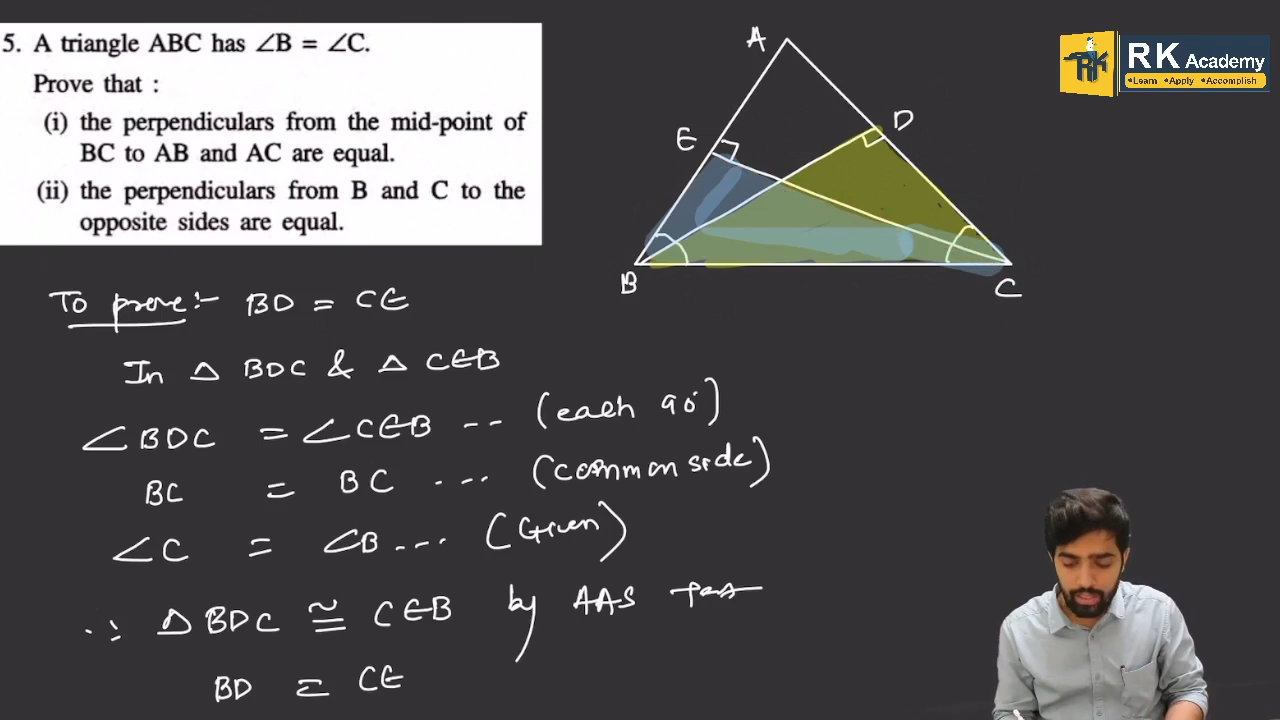 5. A triangle ABC has ∠B = ∠C.
Prove that :
(i) the perpendiculars from the mid-point of
BC to AB and AC are equal.
(ii) the perpendiculars from B and C to the
opposite sides are equal.
A
E
D
B
C
RK
RK Academy
•Learn •Apply •Accomplish
To prove:- BD = CE
In △ BDC & △ CEB
∠BDC = ∠CEB -- (each 90°)
BC = BC ... (common side)
∠C = ∠B ... (Given)
∴ △ BDC ≅ CEB by AAS test
BD = CE